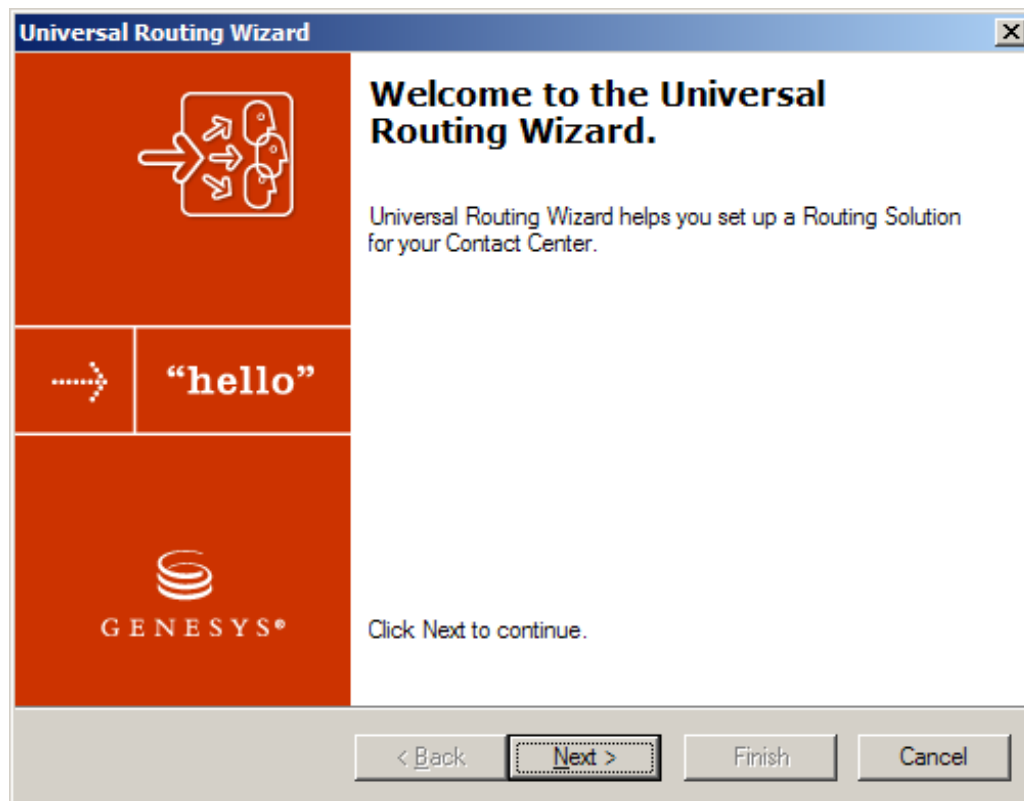 Universal Routing Wizard
Welcome to the Universal
Routing Wizard.
Universal Routing Wizard helps you set up a Routing Solution
for your Contact Center.
“hello”
GENESYS®
Click Next to continue.
< Back
Next >
Finish
Cancel